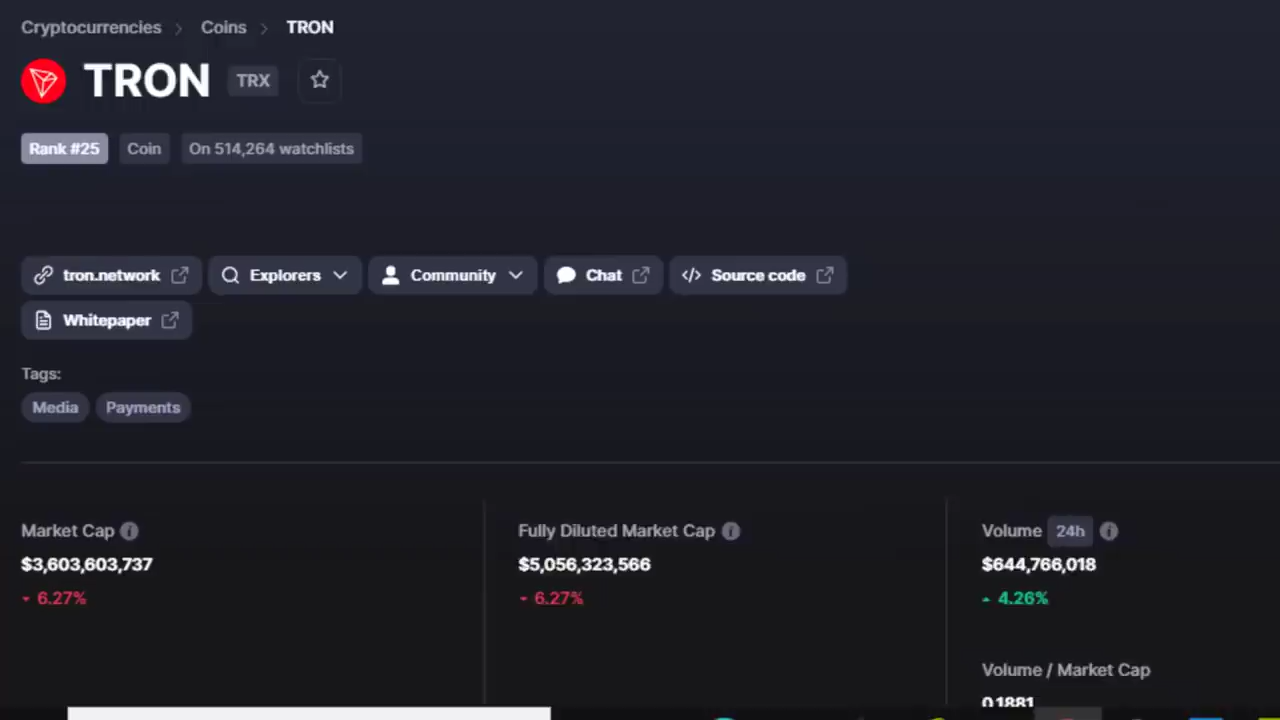 Cryptocurrencies > Coins > TRON
TRON TRX
Rank #25 Coin On 514,264 watchlists
tron.network Explorers Community Chat Source code
Whitepaper
Tags:
Media Payments
Market Cap Fully Diluted Market Cap Volume 24h
$3,603,603,737 $5,056,323,566 $644,766,018
6.27% 6.27% 4.26%
Volume / Market Cap
0.1881